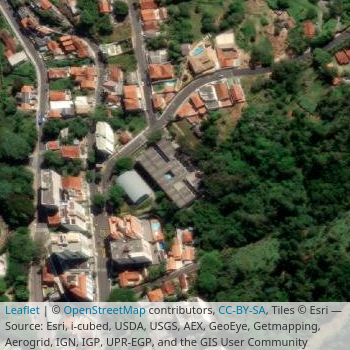 Leaflet | © OpenStreetMap contributors, CC-BY-SA, Tiles © Esri —
Source: Esri, i-cubed, USDA, USGS, AEX, GeoEye, Getmapping,
Aerogrid, IGN, IGP, UPR-EGP, and the GIS User Community